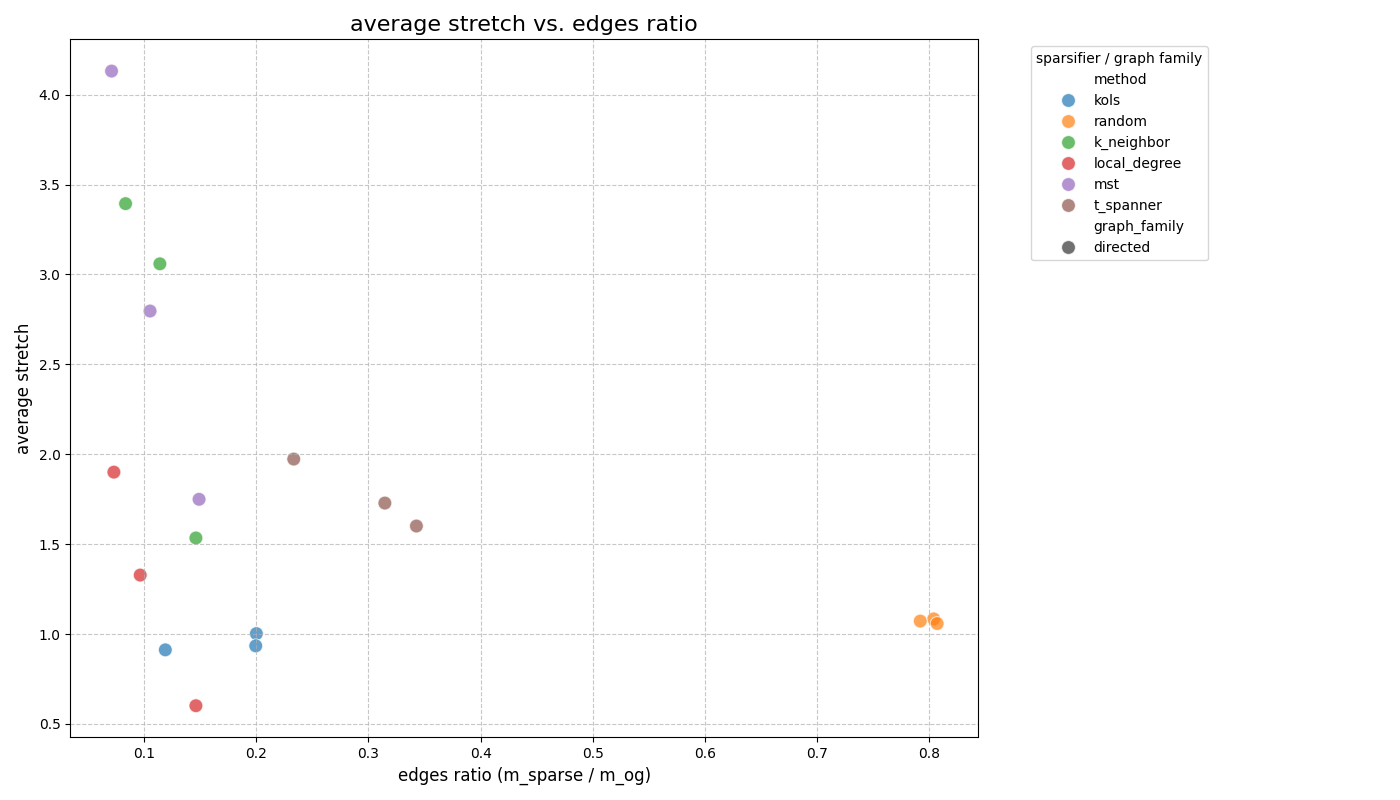 average stretch vs. edges ratio
sparsifier / graph family
method
kols
random
k_neighbor
local_degree
mst
t_spanner
graph_family
directed
average stretch
4.0
3.5
3.0
2.5
2.0
1.5
1.0
0.5
0.1 0.2 0.3 0.4 0.5 0.6 0.7 0.8
edges ratio (m_sparse / m_og)